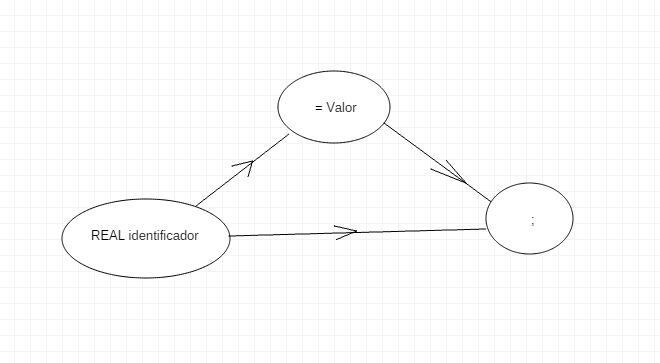 = Valor
REAL identificador
;